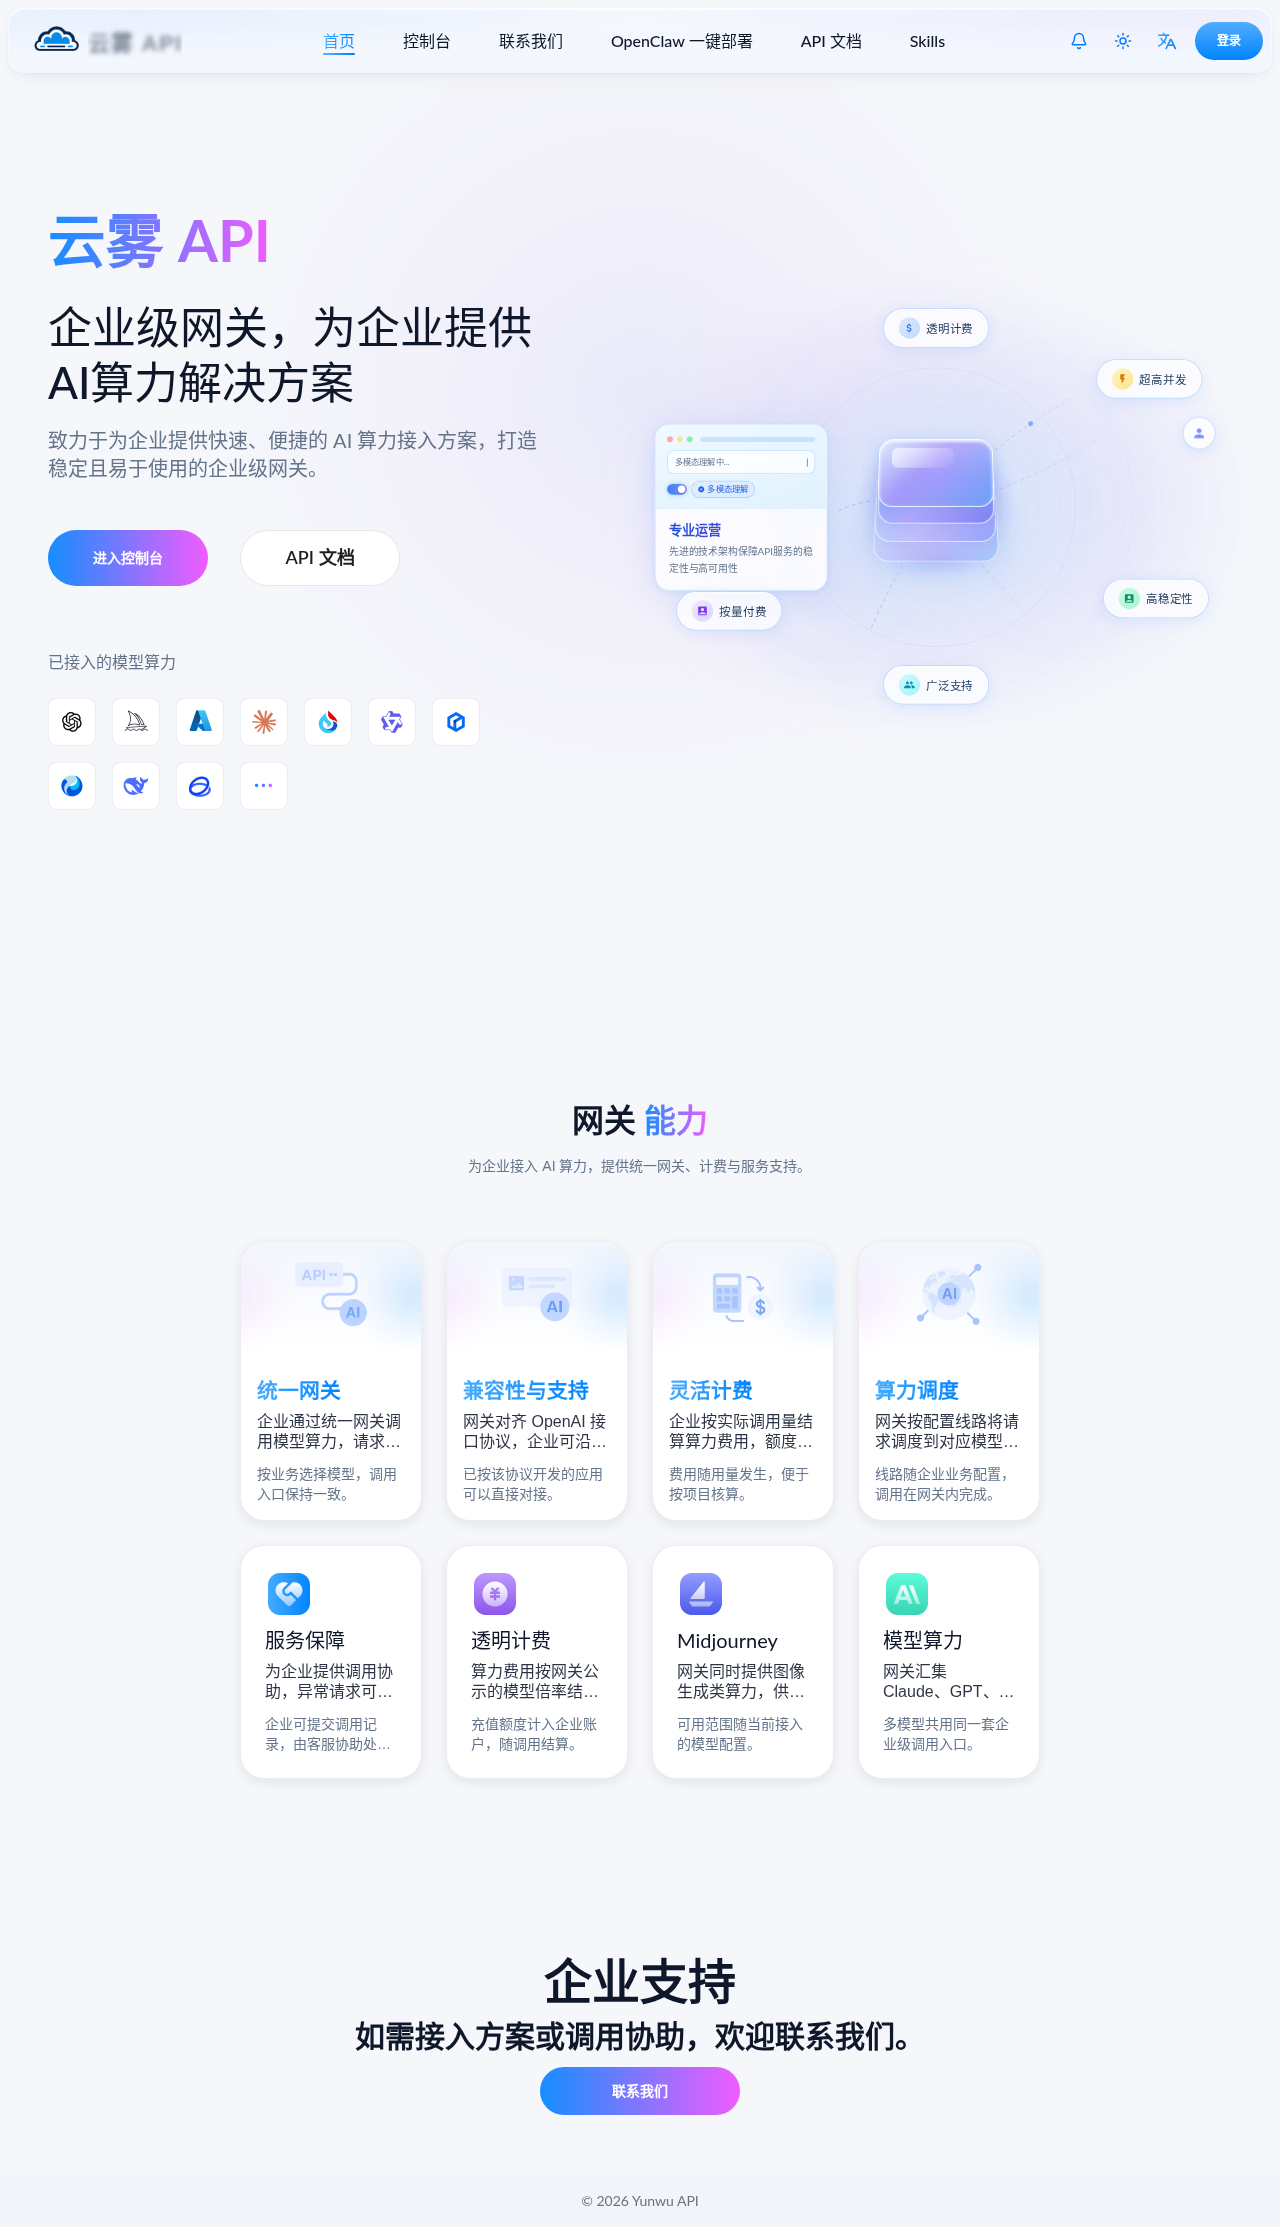 云雾 API
首页
控制台
联系我们
OpenClaw 一键部署
API 文档
Skills
登录
云雾 API
企业级网关，为企业提供
AI算力解决方案
致力于为企业提供快速、便捷的 AI 算力接入方案，打造
稳定且易于使用的企业级网关。
进入控制台
API 文档
已接入的模型算力
透明计费
超高并发
多模态理解中...
多模态理解
专业运营
先进的技术架构保障API服务的稳
定性与高可用性
按量付费
高稳定性
广泛支持
网关 能力
为企业接入 AI 算力，提供统一网关、计费与服务支持。
API
AI
统一网关
企业通过统一网关调
用模型算力，请求…
按业务选择模型，调用
入口保持一致。
AI
兼容性与支持
网关对齐 OpenAI 接
口协议，企业可沿…
已按该协议开发的应用
可以直接对接。
$
灵活计费
企业按实际调用量结
算算力费用，额度…
费用随用量发生，便于
按项目核算。
AI
算力调度
网关按配置线路将请
求调度到对应模型…
线路随企业业务配置，
调用在网关内完成。
服务保障
为企业提供调用协
助，异常请求可…
企业可提交调用记
录，由客服协助处…
透明计费
算力费用按网关公
示的模型倍率结…
充值额度计入企业账
户，随调用结算。
Midjourney
网关同时提供图像
生成类算力，供…
可用范围随当前接入
的模型配置。
模型算力
网关汇集
Claude、GPT、…
多模型共用同一套企
业级调用入口。
企业支持
如需接入方案或调用协助，欢迎联系我们。
联系我们
© 2026 Yunwu API